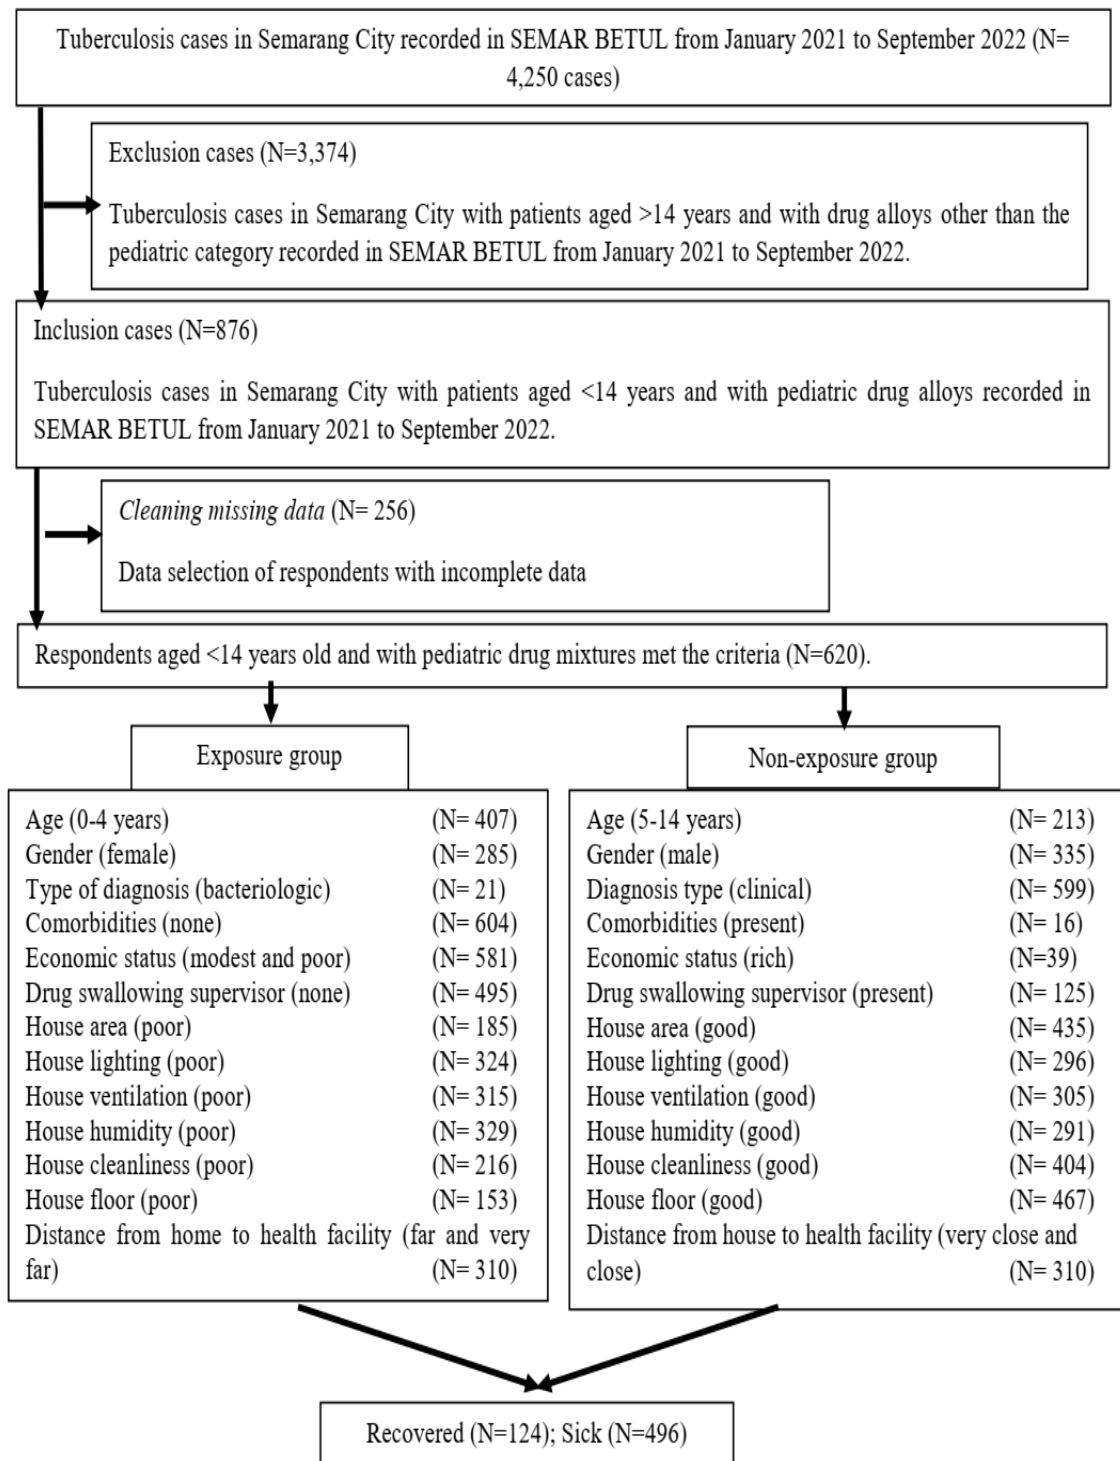 Tuberculosis cases in Semarang City recorded in SEMAR BETUL from January 2021 to September 2022 (N=
4,250 cases)
Exclusion cases (N=3,374)
Tuberculosis cases in Semarang City with patients aged >14 years and with drug alloys other than the
pediatric category recorded in SEMAR BETUL from January 2021 to September 2022.
Inclusion cases (N=876)
Tuberculosis cases in Semarang City with patients aged <14 years and with pediatric drug alloys recorded in
SEMAR BETUL from January 2021 to September 2022.
Cleaning missing data (N= 256)
Data selection of respondents with incomplete data
Respondents aged <14 years old and with pediatric drug mixtures met the criteria (N=620).
Exposure group
Age (0-4 years) (N= 407)
Gender (female) (N= 285)
Type of diagnosis (bacteriologic) (N= 21)
Comorbidities (none) (N= 604)
Economic status (modest and poor) (N= 581)
Drug swallowing supervisor (none) (N= 495)
House area (poor) (N= 185)
House lighting (poor) (N= 324)
House ventilation (poor) (N= 315)
House humidity (poor) (N= 329)
House cleanliness (poor) (N= 216)
House floor (poor) (N= 153)
Distance from home to health facility (far and very
far) (N= 310)
Non-exposure group
Age (5-14 years) (N= 213)
Gender (male) (N= 335)
Diagnosis type (clinical) (N= 599)
Comorbidities (present) (N= 16)
Economic status (rich) (N=39)
Drug swallowing supervisor (present) (N= 125)
House area (good) (N= 435)
House lighting (good) (N= 296)
House ventilation (good) (N= 305)
House humidity (good) (N= 291)
House cleanliness (good) (N= 404)
House floor (good) (N= 467)
Distance from house to health facility (very close and
close) (N= 310)
Recovered (N=124); Sick (N=496)